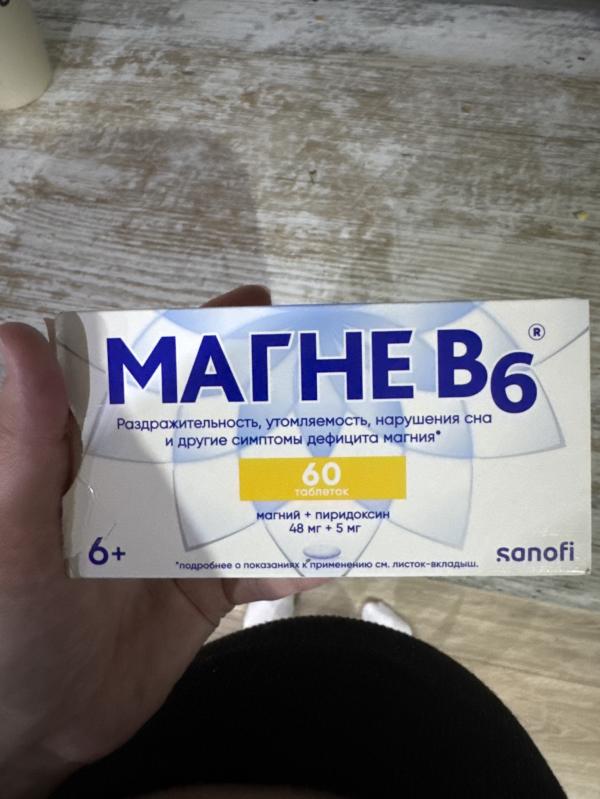 МАГНЕ B6®
Раздражительность, утомляемость, нарушения сна
и другие симптомы дефицита магния*
60
таблеток
магний + пиридоксин
48 мг + 5 мг
6+
sanofi
*подробнее о показаниях к применению см. листок-вкладыш.